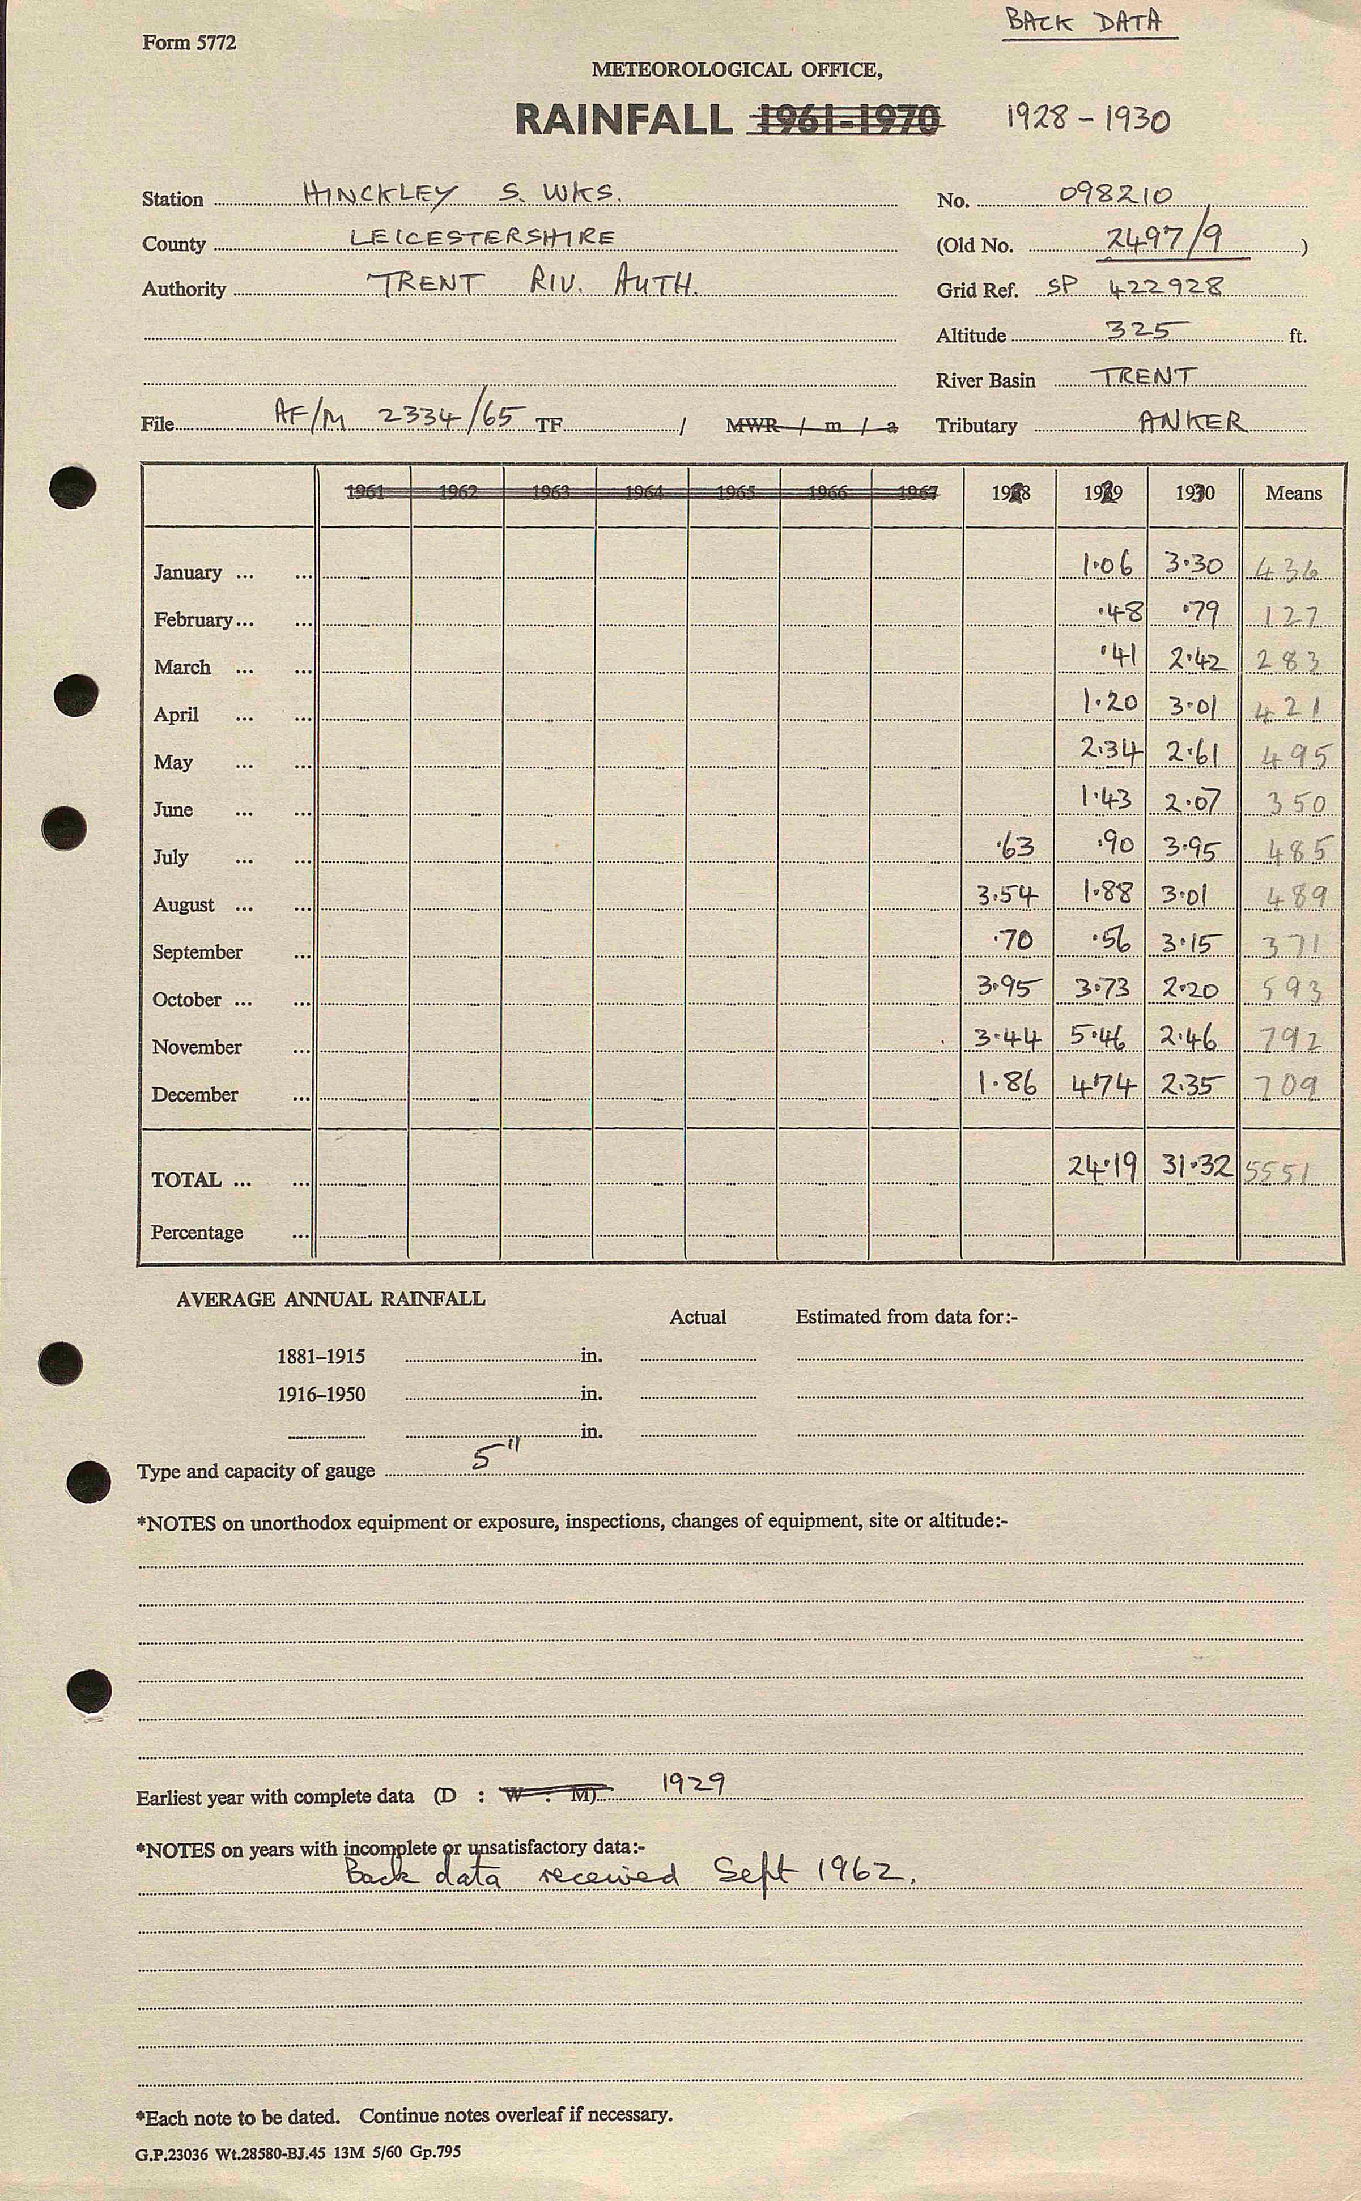 BACK DATA
Form 5772
METEOROLOGICAL OFFICE,
RAINFALL 1961-1970 1928 - 1930
Station HINCKLEY S. WKS. No. 098210
County LEICESTERSHIRE (Old No. 2497/9 )
Authority TRENT RIV. AUTH. Grid Ref. SP 422928
Altitude 325 ft.
River Basin TRENT
File AF/M 2334/65 TF / MWR / m / a Tributary ANKER
1961 1962 1963 1964 1965 1966 1967 1928 1929 1930 Means
January ... ... 1.06 3.30 436
February ... ... .48 .79 127
March ... ... .41 2.42 283
April ... ... 1.20 3.01 421
May ... ... 2.34 2.61 495
June ... ... 1.43 2.07 350
July ... ... .63 .90 3.95 485
August ... ... 3.54 1.88 3.01 489
September ... .70 .56 3.15 371
October ... ... 3.95 3.73 2.20 593
November ... 3.44 5.46 2.46 792
December ... 1.86 4.74 2.35 709
TOTAL ... ... 24.19 31.32 5551
Percentage ...
AVERAGE ANNUAL RAINFALL
Actual Estimated from data for:-
1881–1915 in.
1916–1950 in.
in.
Type and capacity of gauge 5"
*NOTES on unorthodox equipment or exposure, inspections, changes of equipment, site or altitude:-
Earliest year with complete data (D : W : M) 1929
*NOTES on years with incomplete or unsatisfactory data:-
Back data received Sept 1962.
*Each note to be dated. Continue notes overleaf if necessary.
G.P.23036 Wt.28580-BJ.45 13M 5/60 Gp.795